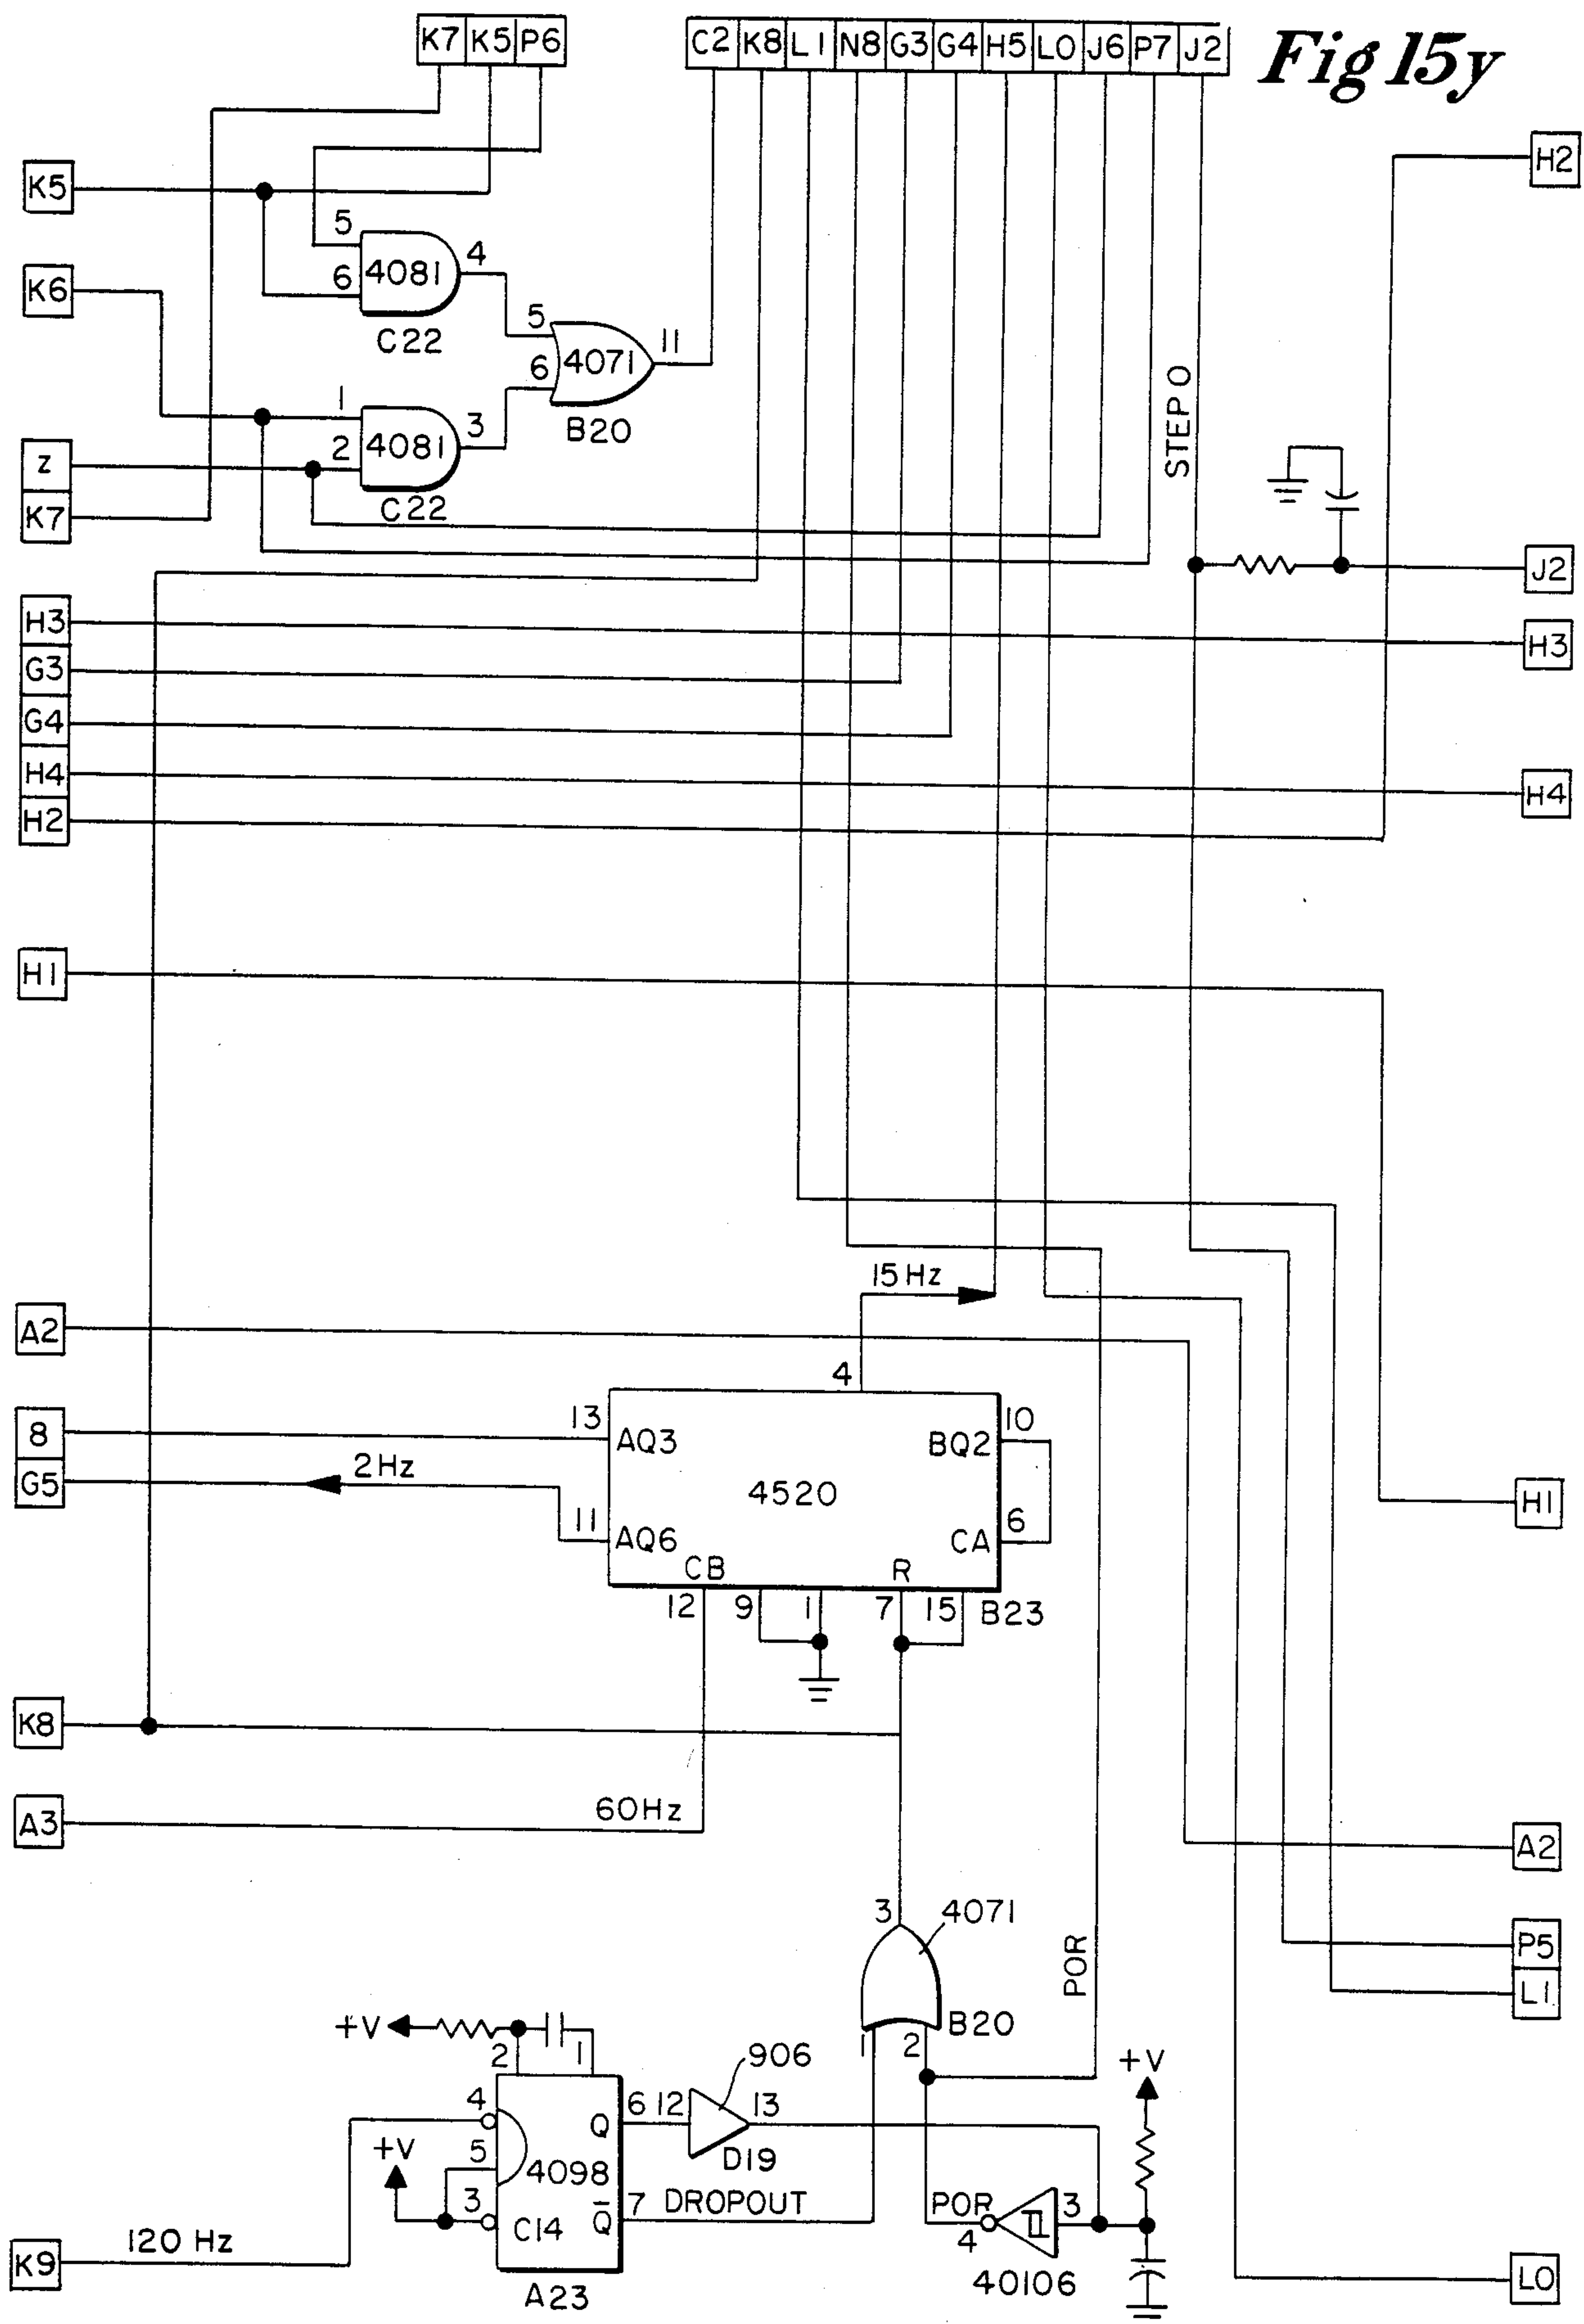 K7 K5 P6
C2 K8 L1 N8 G3 G4 H5 L0 J6 P7 J2
Fig 15y
H2
K5
5
4081
4
6
C22
K6
5
4071
11
6
B20
STEP 0
1
4081
3
2
C22
z
K7
J2
H3
H3
G3
G4
H4
H4
H2
H1
15 Hz
A2
4
8
13
AQ3
BQ2
10
G5
2Hz
4520
H1
11
AQ6
CA
6
CB
R
12
9
1
7
15
B23
K8
A3
60Hz
A2
3
4071
P5
POR
L1
+V
B20
2
1
1
2
906
+V
4
Q
6
12
13
+V
5
4098
D19
3
C14
Q
7
DROPOUT
POR
3
4
120 Hz
K9
40106
L0
A23